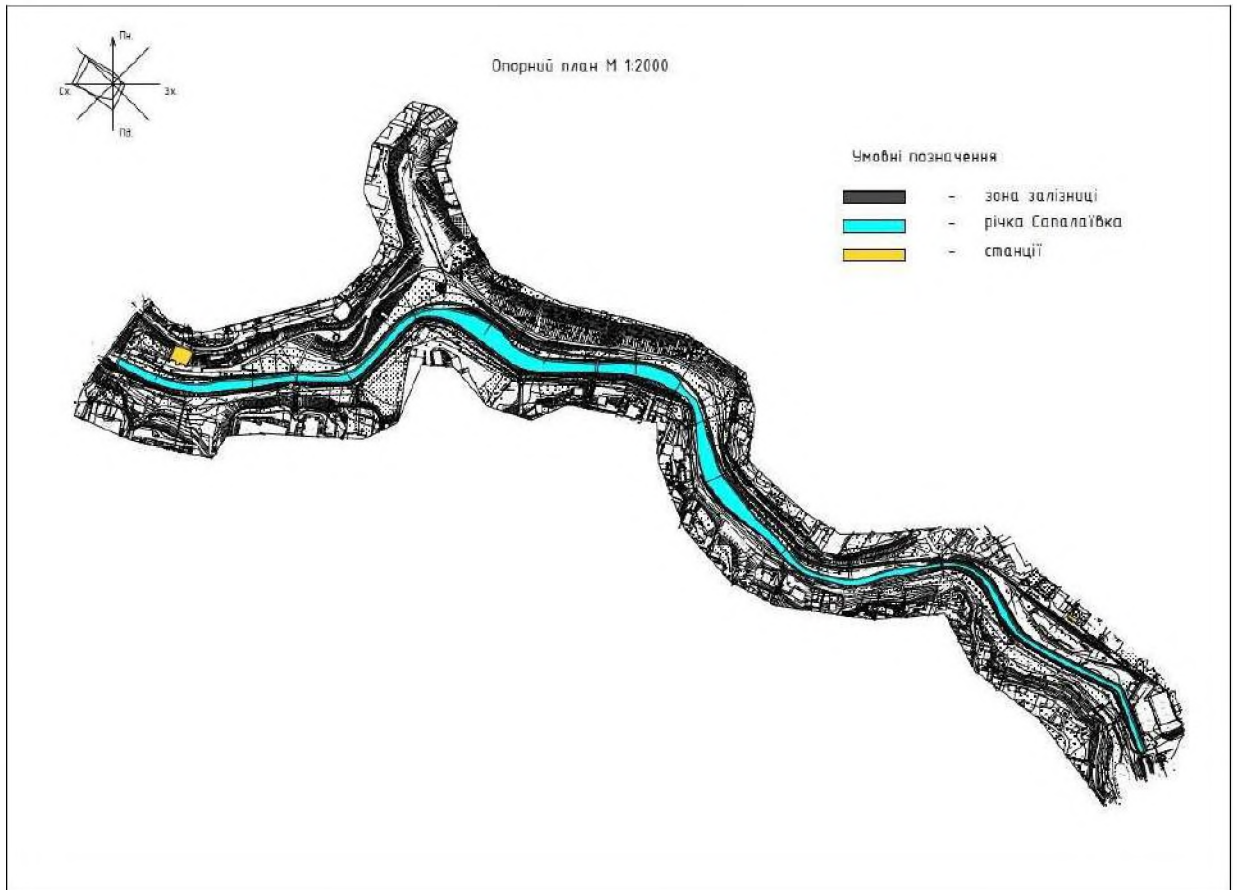 Пн.
Опорний план М 1:2000
Сх.
Зх.
Пд.
Умовні позначення
- зона залізниці
- річка Сапалаївка
- станції